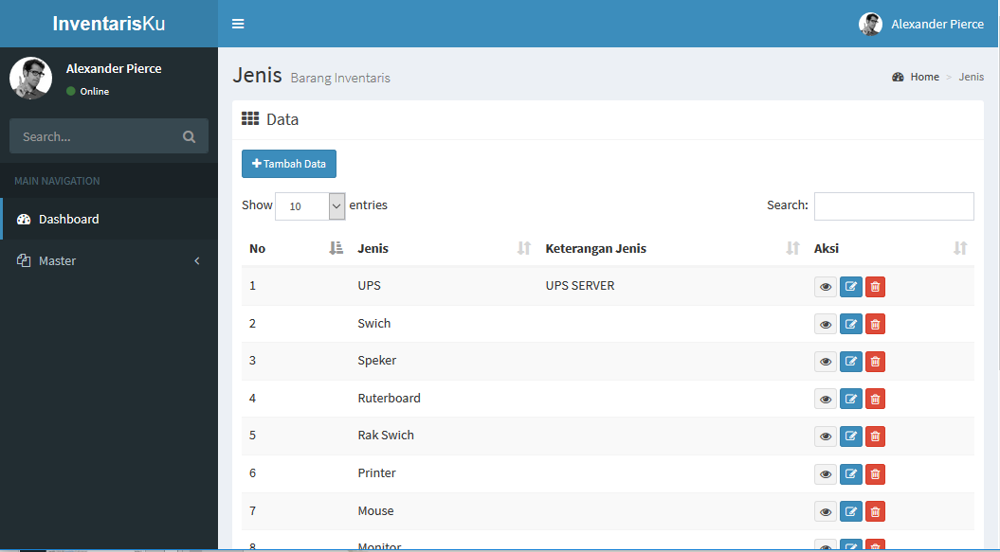 InventarisKu
Alexander Pierce
Alexander Pierce
Online
Search...
MAIN NAVIGATION
Dashboard
Master
Jenis Barang Inventaris
Home > Jenis
Data
Tambah Data
Show 10 entries
Search:
No Jenis Keterangan Jenis Aksi
1 UPS UPS SERVER
2 Swich
3 Speker
4 Ruterboard
5 Rak Swich
6 Printer
7 Mouse
8 Monitor